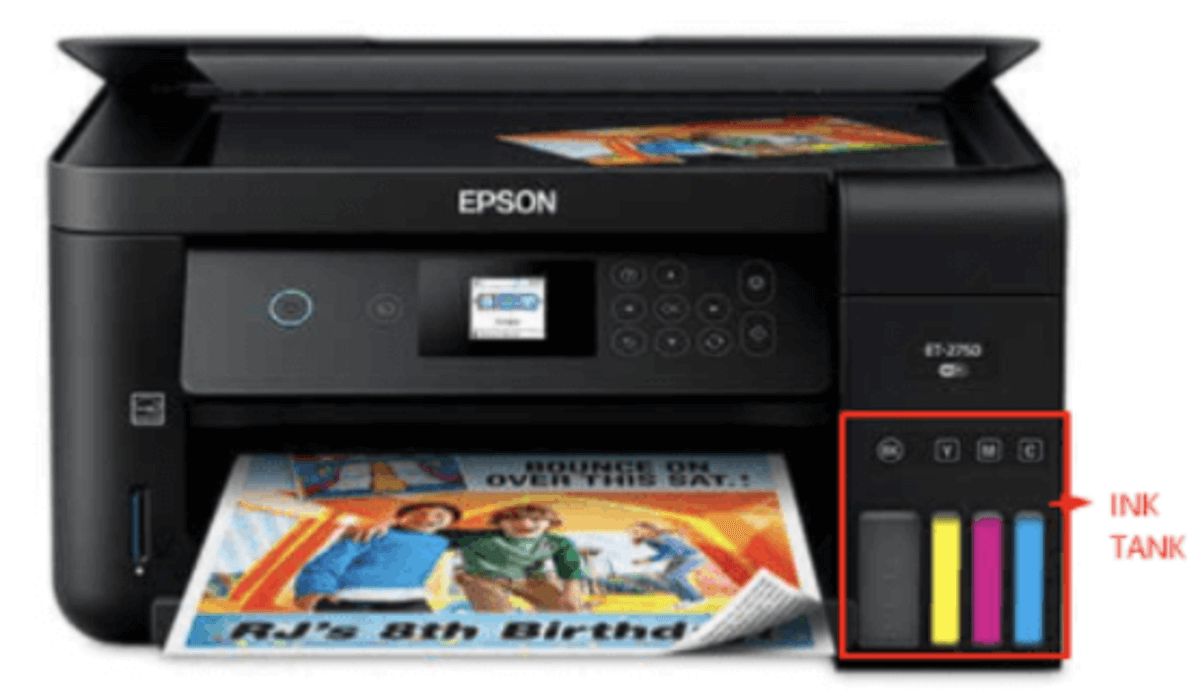 EPSON
ET-2750
BK Y M C
INK
TANK
BOUNCE ON
OVER THIS SAT.!
RJ's 8th Birthd